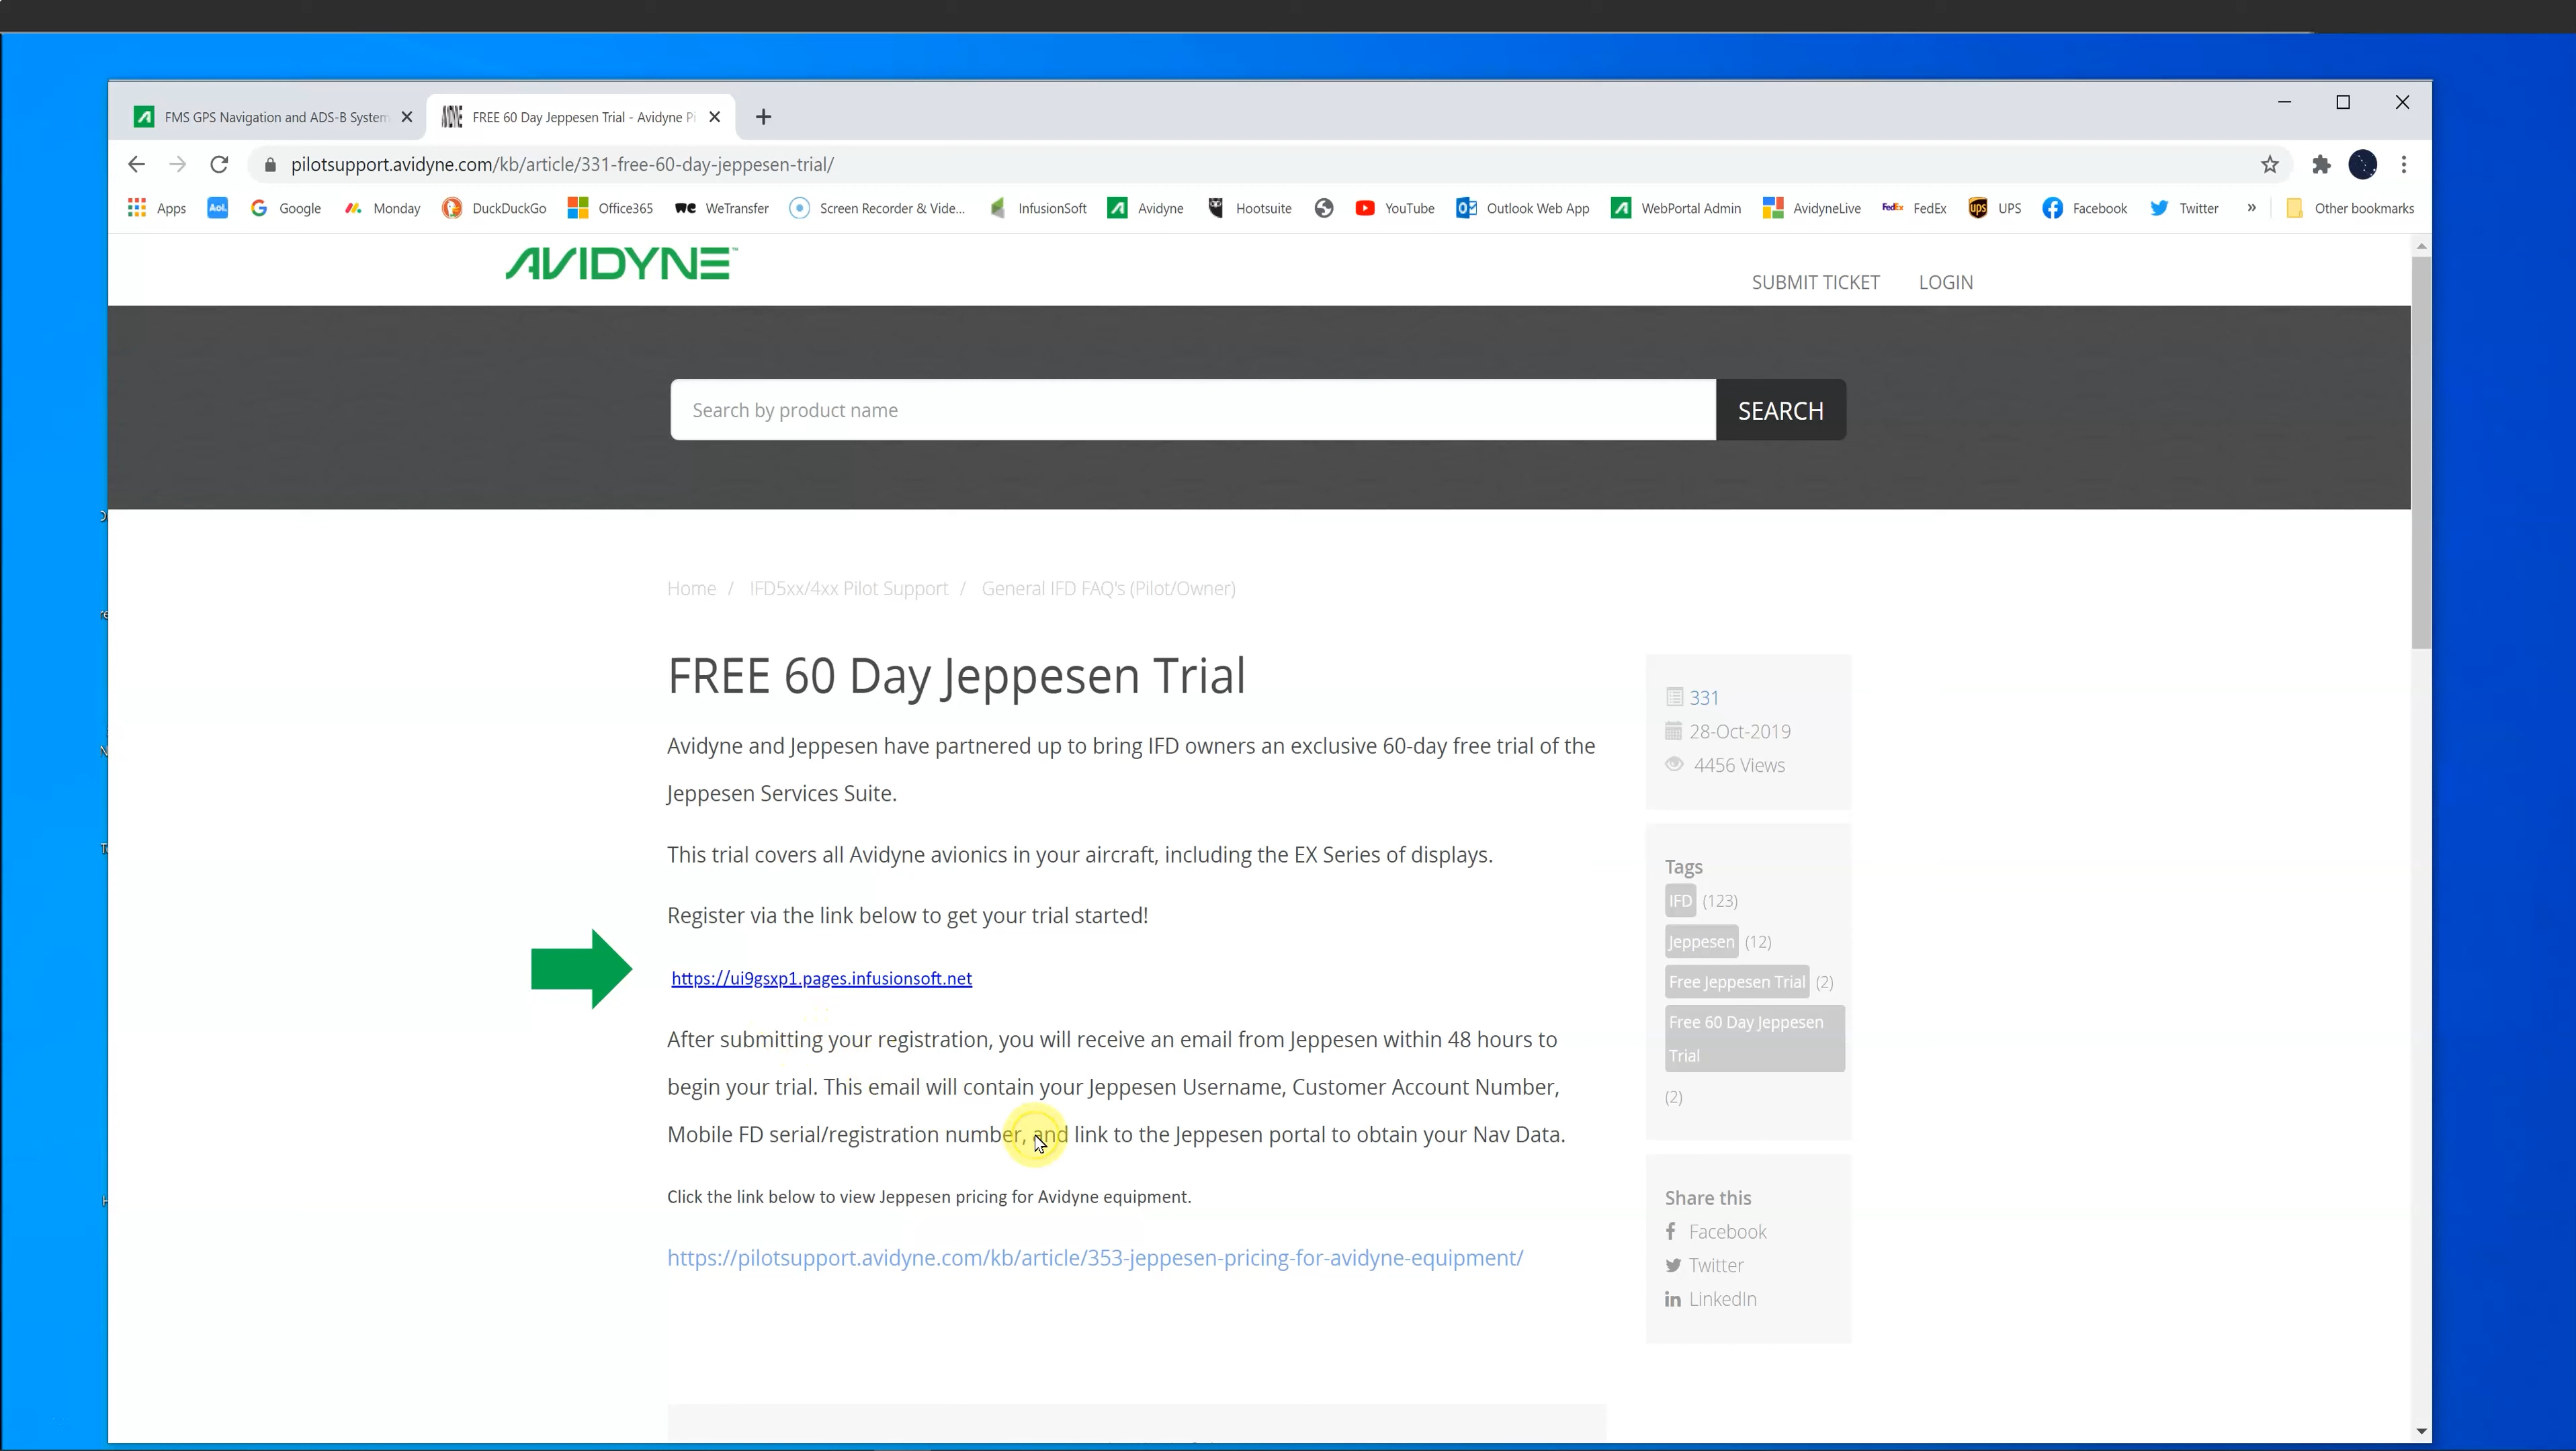 FMS GPS Navigation and ADS-B System
FREE 60 Day Jeppesen Trial - Avidyne Pi
pilotsupport.avidyne.com/kb/article/331-free-60-day-jeppesen-trial/
Apps Aol. Google Monday DuckDuckGo Office365 WeTransfer Screen Recorder & Vide... InfusionSoft Avidyne Hootsuite YouTube Outlook Web App WebPortal Admin AvidyneLive FedEx FedEx ups UPS Facebook Twitter » Other bookmarks
AVIDYNE™
SUBMIT TICKET LOGIN
Search by product name SEARCH
Home / IFD5xx/4xx Pilot Support / General IFD FAQ's (Pilot/Owner)
FREE 60 Day Jeppesen Trial
Avidyne and Jeppesen have partnered up to bring IFD owners an exclusive 60-day free trial of the
Jeppesen Services Suite.
This trial covers all Avidyne avionics in your aircraft, including the EX Series of displays.
Register via the link below to get your trial started!
https://ui9gsxp1.pages.infusionsoft.net
After submitting your registration, you will receive an email from Jeppesen within 48 hours to
begin your trial. This email will contain your Jeppesen Username, Customer Account Number,
Mobile FD serial/registration number, and link to the Jeppesen portal to obtain your Nav Data.
Click the link below to view Jeppesen pricing for Avidyne equipment.
https://pilotsupport.avidyne.com/kb/article/353-jeppesen-pricing-for-avidyne-equipment/
331
28-Oct-2019
4456 Views
Tags
IFD (123)
Jeppesen (12)
Free Jeppesen Trial (2)
Free 60 Day Jeppesen
Trial
(2)
Share this
Facebook
Twitter
LinkedIn